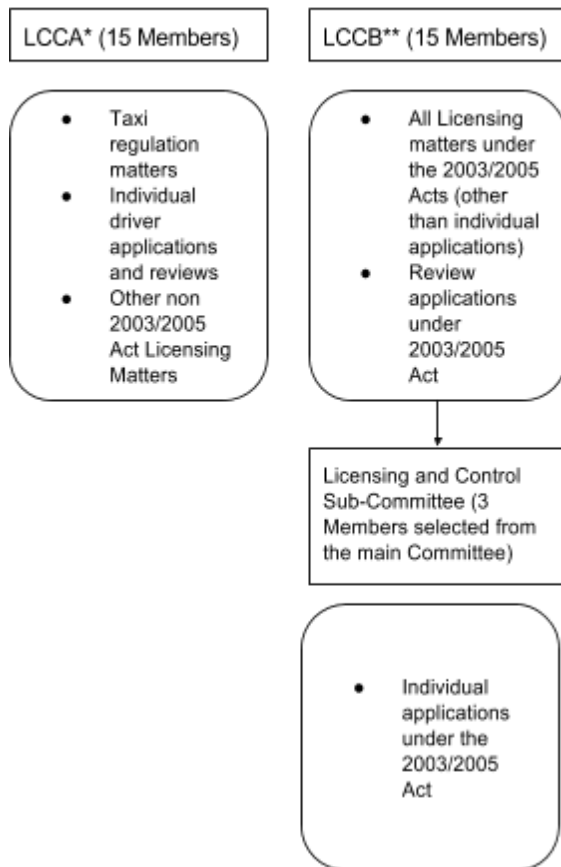 LCCA* (15 Members)
● Taxi
regulation
matters
● Individual
driver
applications
and reviews
● Other non
2003/2005
Act Licensing
Matters
LCCB** (15 Members)
● All Licensing
matters under
the 2003/2005
Acts (other
than individual
applications)
● Review
applications
under
2003/2005
Act
Licensing and Control
Sub-Committee (3
Members selected from
the main Committee)
● Individual
applications
under the
2003/2005
Act